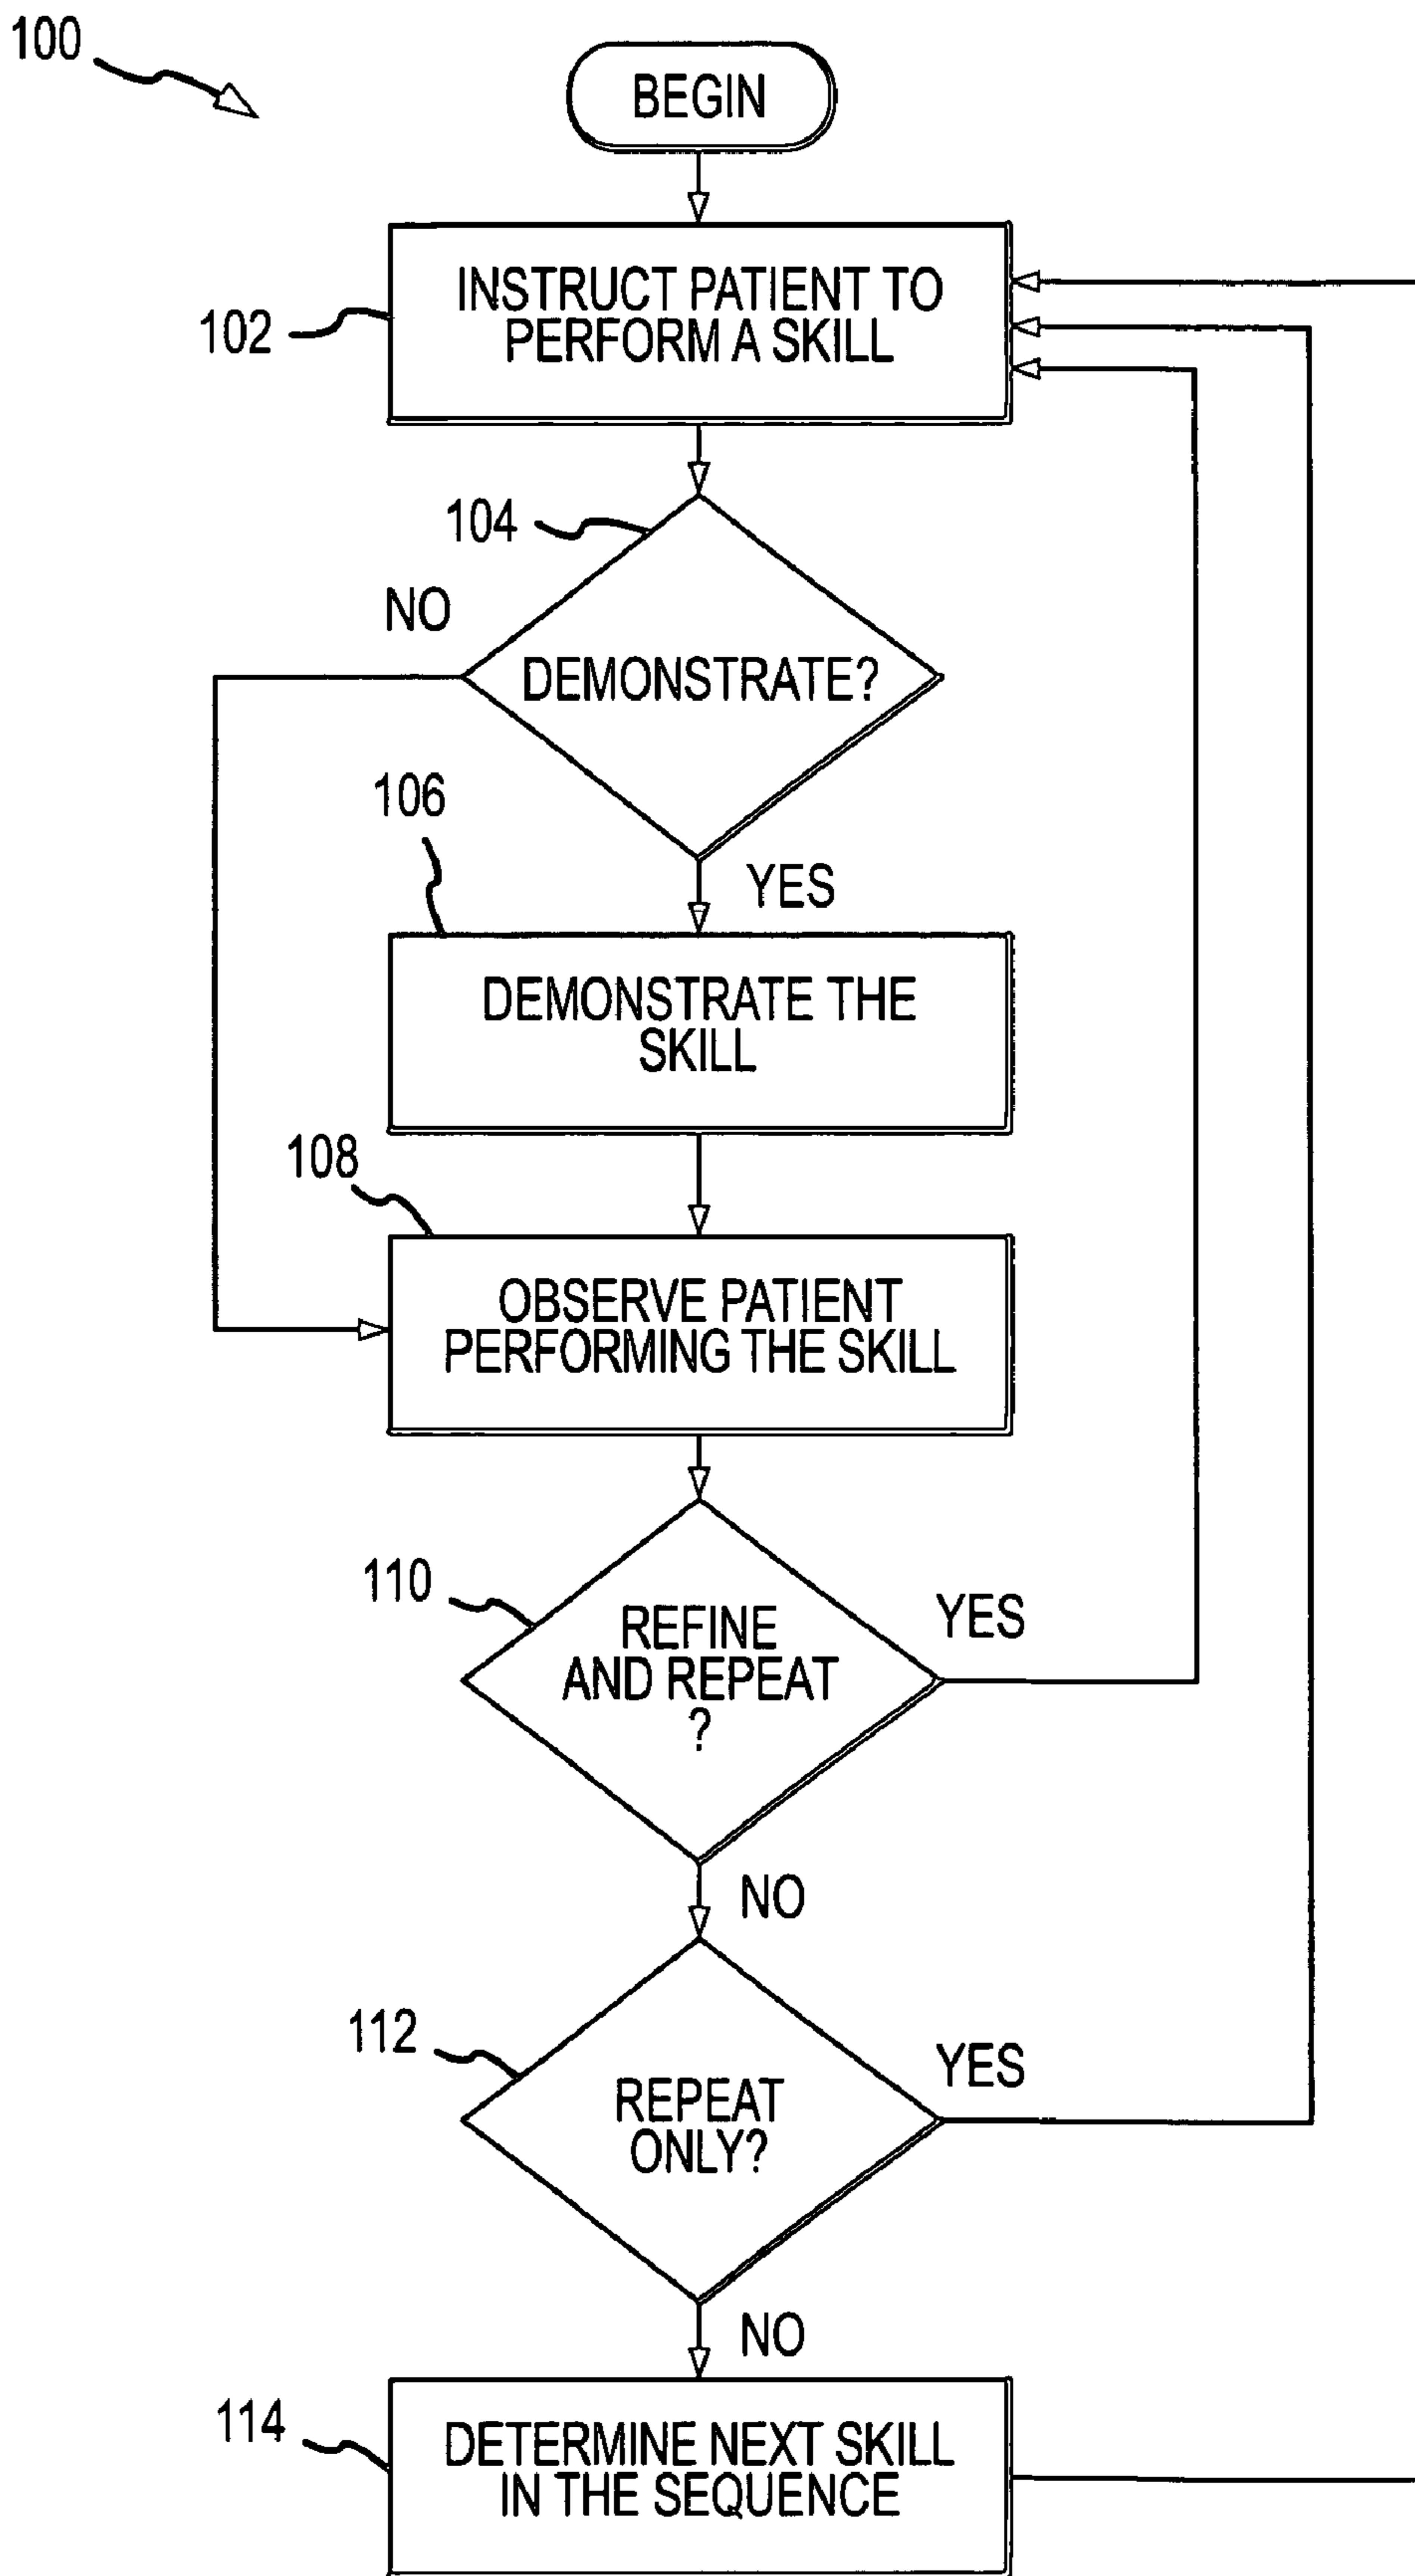 100
BEGIN
INSTRUCT PATIENT TO
PERFORM A SKILL
102
104
NO
DEMONSTRATE?
106
YES
DEMONSTRATE THE
SKILL
108
OBSERVE PATIENT
PERFORMING THE SKILL
110
REFINE
AND REPEAT
?
YES
NO
112
REPEAT
ONLY?
YES
NO
114
DETERMINE NEXT SKILL
IN THE SEQUENCE